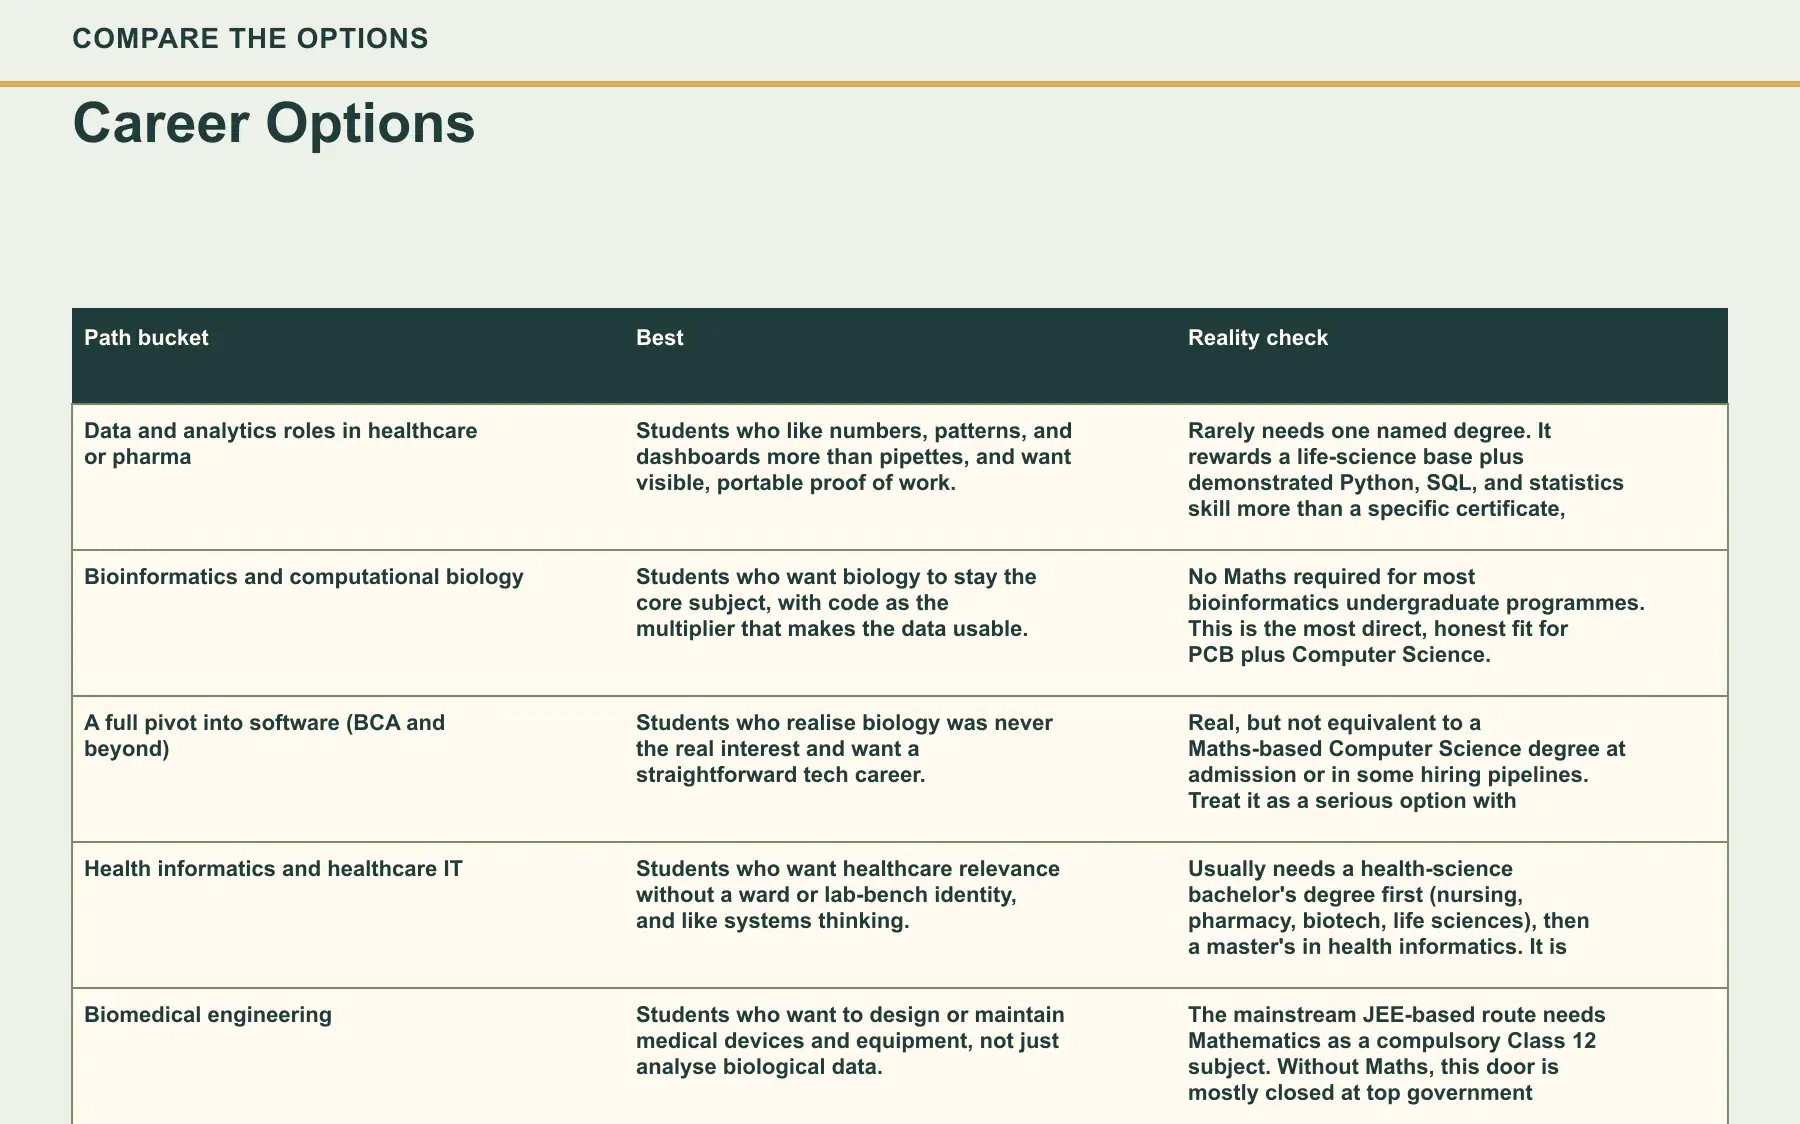 COMPARE THE OPTIONS
Career Options
Path bucket
Best
Reality check
Data and analytics roles in healthcare
or pharma
Students who like numbers, patterns, and
dashboards more than pipettes, and want
visible, portable proof of work.
Rarely needs one named degree. It
rewards a life-science base plus
demonstrated Python, SQL, and statistics
skill more than a specific certificate,
Bioinformatics and computational biology
Students who want biology to stay the
core subject, with code as the
multiplier that makes the data usable.
No Maths required for most
bioinformatics undergraduate programmes.
This is the most direct, honest fit for
PCB plus Computer Science.
A full pivot into software (BCA and
beyond)
Students who realise biology was never
the real interest and want a
straightforward tech career.
Real, but not equivalent to a
Maths-based Computer Science degree at
admission or in some hiring pipelines.
Treat it as a serious option with
Health informatics and healthcare IT
Students who want healthcare relevance
without a ward or lab-bench identity,
and like systems thinking.
Usually needs a health-science
bachelor's degree first (nursing,
pharmacy, biotech, life sciences), then
a master's in health informatics. It is
Biomedical engineering
Students who want to design or maintain
medical devices and equipment, not just
analyse biological data.
The mainstream JEE-based route needs
Mathematics as a compulsory Class 12
subject. Without Maths, this door is
mostly closed at top government